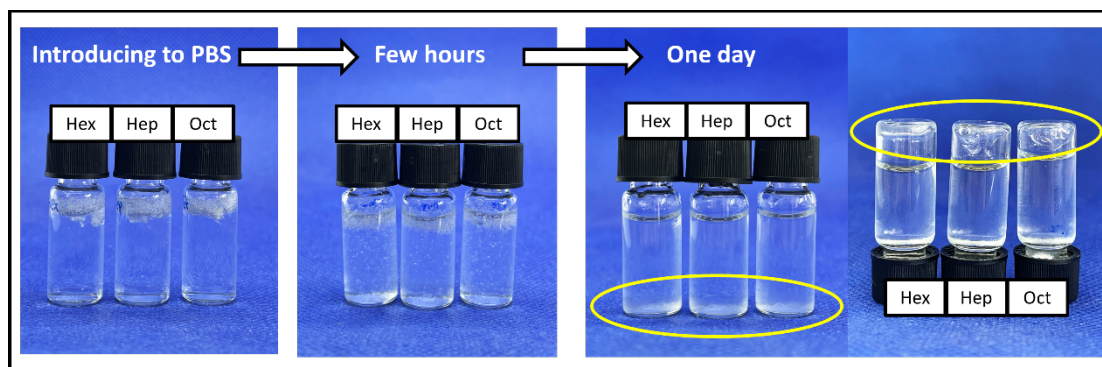 Introducing to PBS
Few hours
One day
Hex Hep Oct
Hex Hep Oct
Hex Hep Oct
Hex Hep Oct